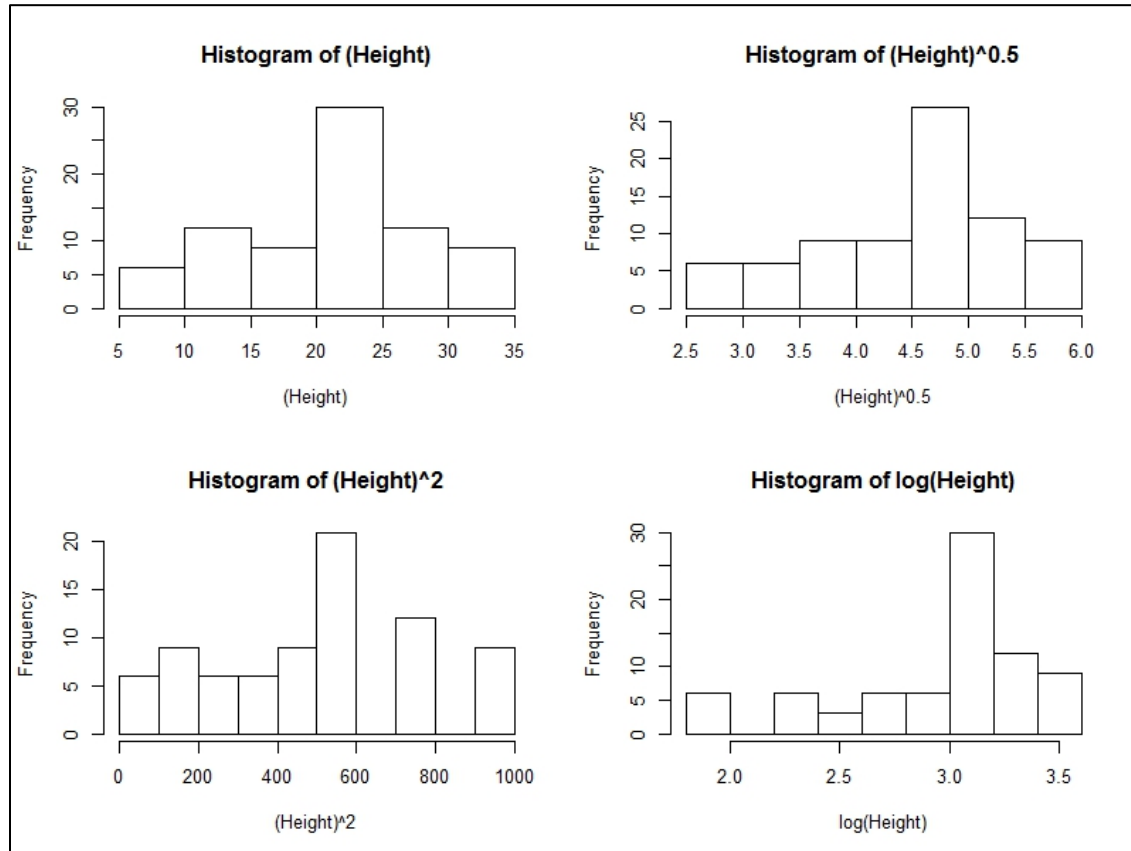 Histogram of (Height)
Frequency
0 5 10 20 30
5 10 15 20 25 30 35
(Height)
Histogram of (Height)^0.5
Frequency
0 5 10 15 20 25
2.5 3.0 3.5 4.0 4.5 5.0 5.5 6.0
(Height)^0.5
Histogram of (Height)^2
Frequency
0 5 10 15 20
0 200 400 600 800 1000
(Height)^2
Histogram of log(Height)
Frequency
0 5 10 20 30
2.0 2.5 3.0 3.5
log(Height)